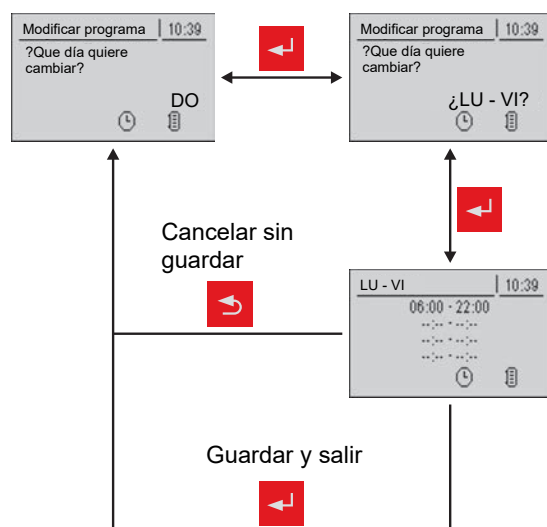 Modificar programa 10:39
?Que día quiere
cambiar?
DO
Modificar programa 10:39
?Que día quiere
cambiar?
¿LU - VI?
Cancelar sin
guardar
LU - VI 10:39
06:00 - 22:00
--:-- - --:--
--:-- - --:--
--:-- - --:--
Guardar y salir